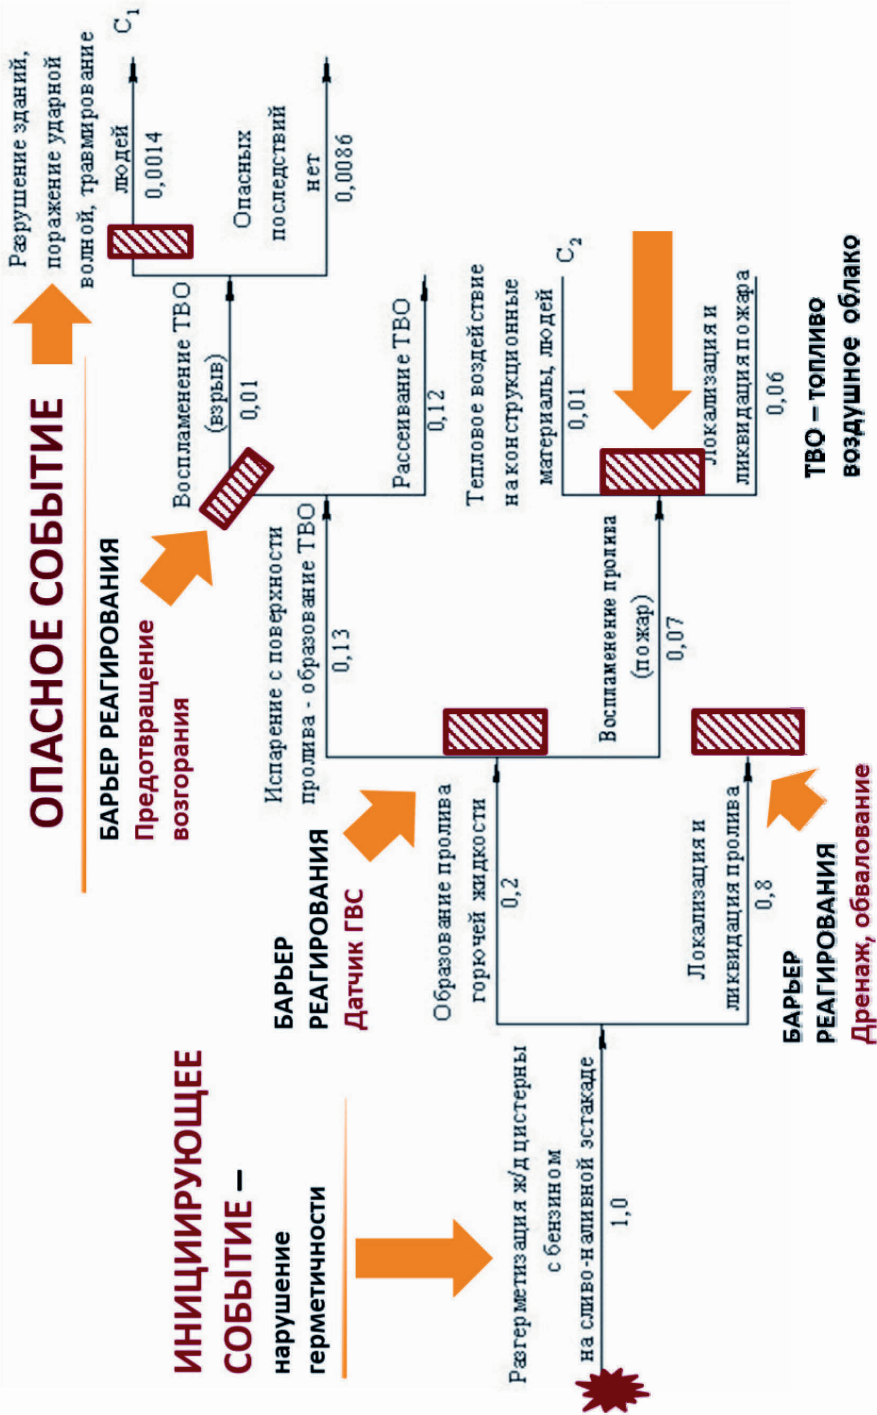 ИНИЦИИРУЮЩЕЕ
СОБЫТИЕ –
нарушение
герметичности
Разгерметизация ж/д цистерны
с бензином
на сливо-наливной эстакаде
1,0
БАРЬЕР
РЕАГИРОВАНИЯ
Датчик ГВС
Образование пролива
горючей жидкости
0,2
Локализация и
ликвидация пролива
0,8
БАРЬЕР
РЕАГИРОВАНИЯ
Дренаж, обвалование
ОПАСНОЕ СОБЫТИЕ
БАРЬЕР РЕАГИРОВАНИЯ
Предотвращение
возгорания
Испарение с поверхности
пролива - образование ТВО
0,13
Воспламенение пролива
(пожар)
0,07
Воспламенение ТВО
(взрыв)
0,01
Рассеивание ТВО
0,12
Тепловое воздействие
на конструкционные
материалы, людей
0,01
C2
Локализация и
ликвидация пожара
0,06
Разрушение зданий,
поражение ударной
волной, травмирование
людей
0,0014
C1
Опасных
последствий
нет
0,0086
ТВО – топливо
воздушное облако